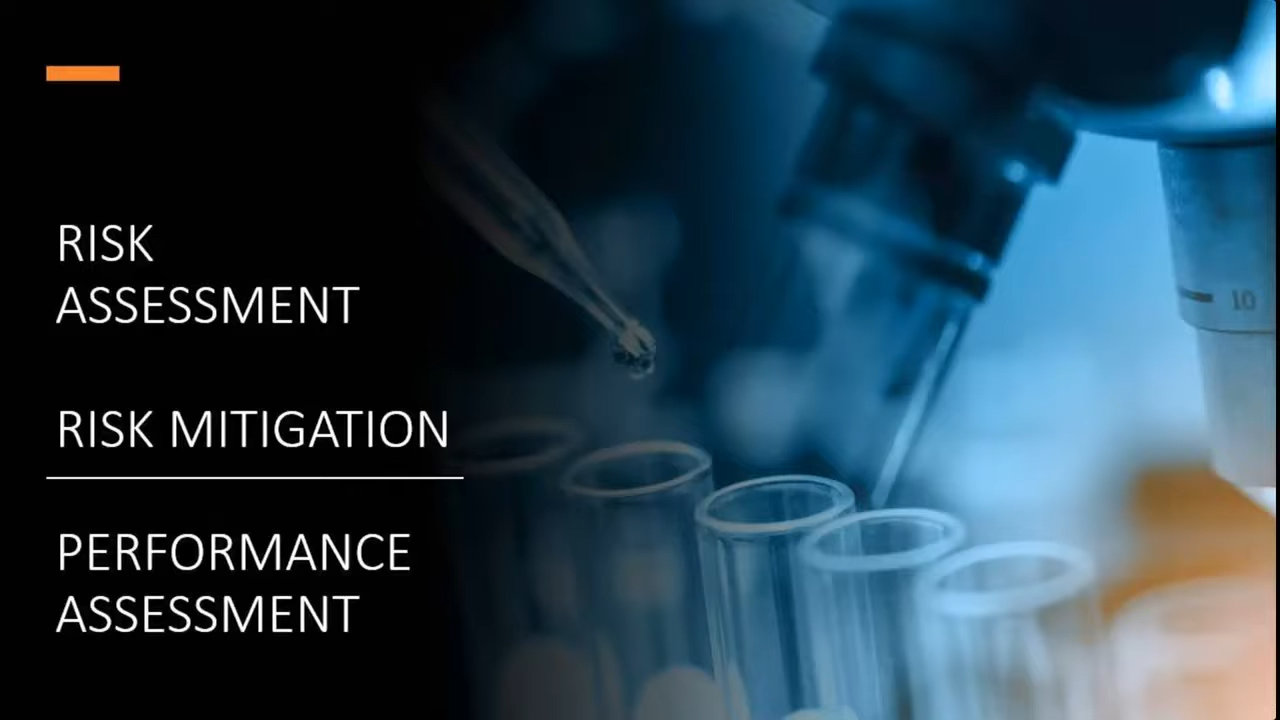 RISK
ASSESSMENT
RISK MITIGATION
PERFORMANCE
ASSESSMENT
10